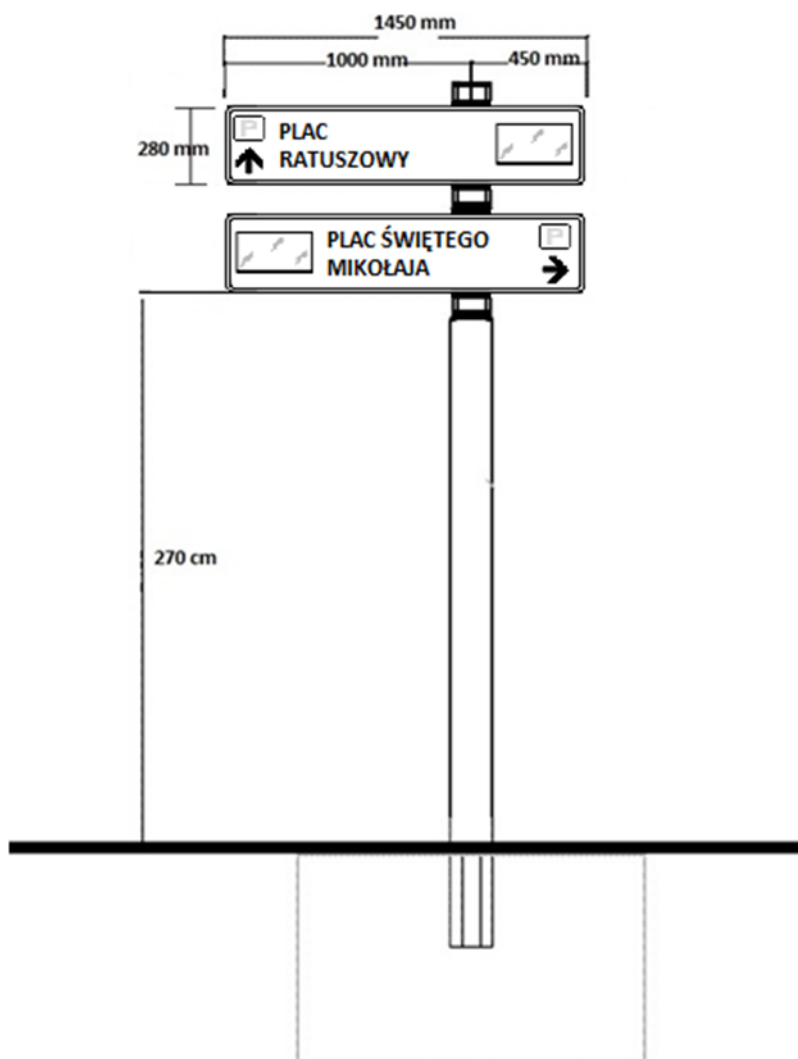 1450 mm
1000 mm
450 mm
280 mm
P
PLAC
RATUSZOWY
PLAC ŚWIĘTEGO
MIKOŁAJA
P
270 cm